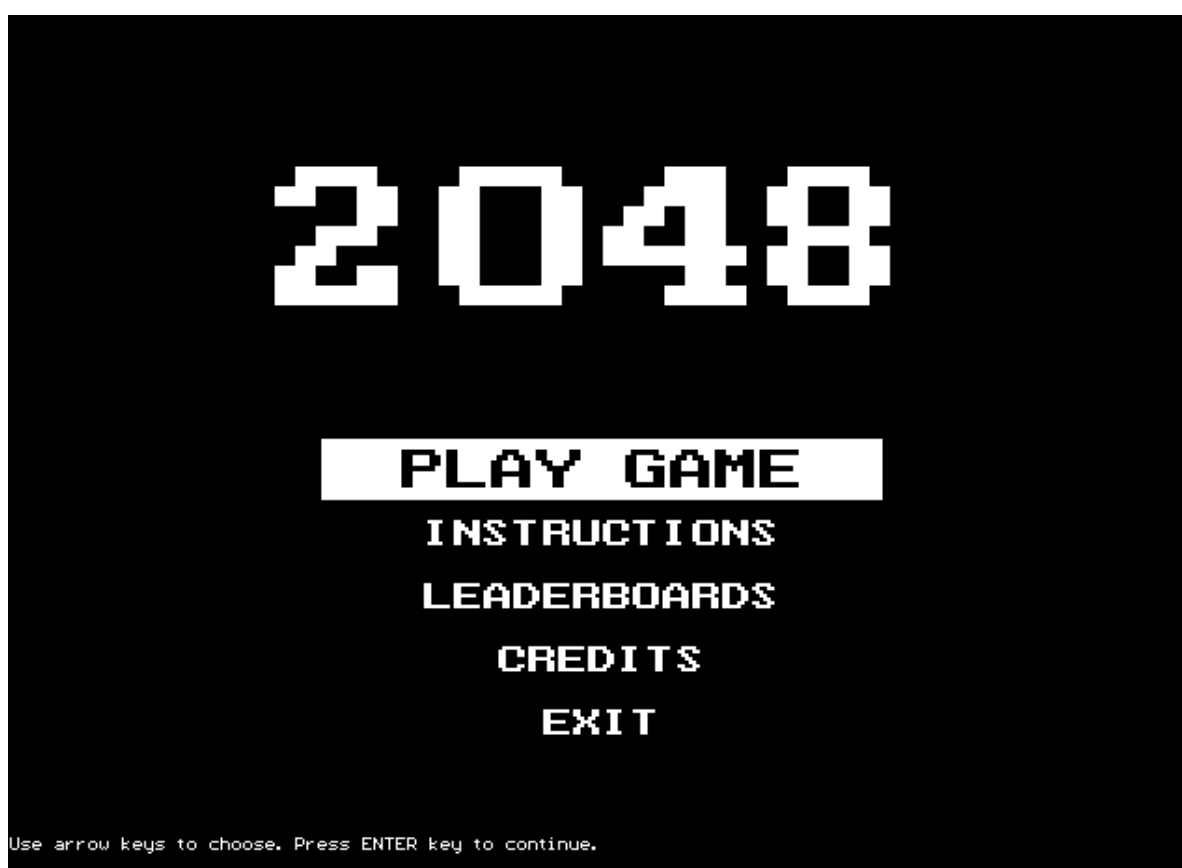 2048
PLAY GAME
INSTRUCTIONS
LEADERBOARDS
CREDITS
EXIT
Use arrow keys to choose. Press ENTER key to continue.